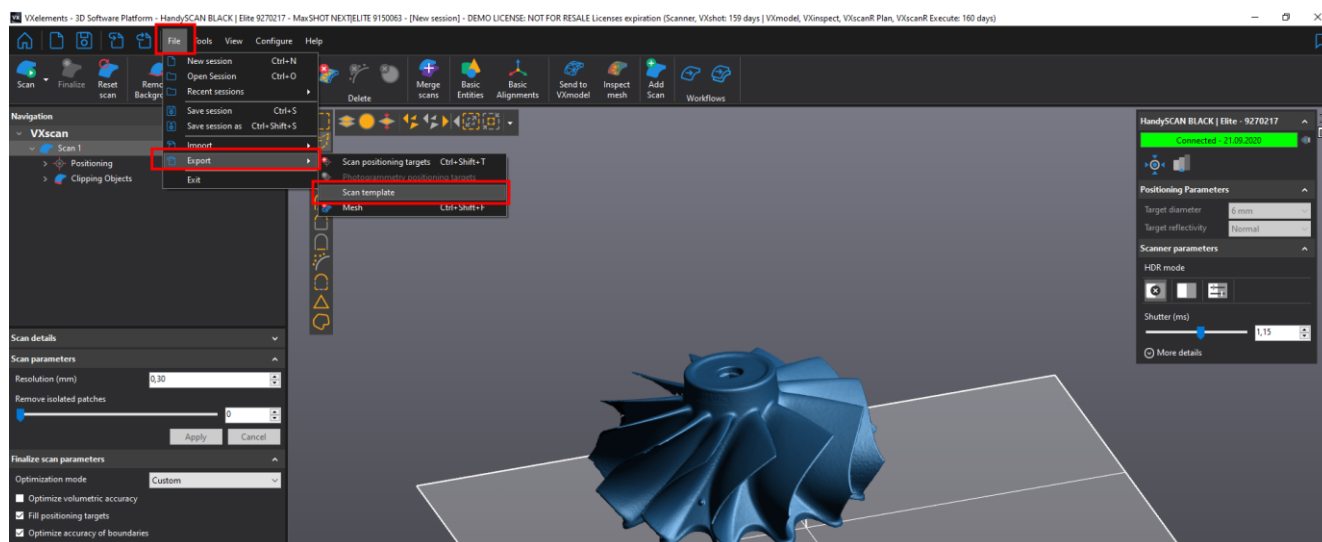 VXelements - 3D Software Platform - HandySCAN BLACK | Elite 9270217 - MaxSHOT NEXT|ELITE 9150063 - [New session] - DEMO LICENSE: NOT FOR RESALE Licenses expiration (Scanner, VXshot: 159 days | VXmodel, VXinspect, VXscanR Plan, VXscanR Execute: 160 days)
File Tools View Configure Help
Scan
Finalize
Reset scan
Delete
Merge scans
Basic Entities
Basic Alignments
Send to VXmodel
Inspect mesh
Add Scan
Workflows
New session Ctrl+N
Open Session Ctrl+O
Recent sessions
Save session Ctrl+S
Save session as Ctrl+Shift+S
Import
Export
Exit
Scan positioning targets Ctrl+Shift+T
Photogrammetry positioning targets
Scan template
Mesh Ctrl+Shift+F
Navigation
VXscan
Scan 1
Positioning
Clipping Objects
Scan details
Scan parameters
Resolution (mm) 0,30
Remove isolated patches
0
Apply Cancel
Finalize scan parameters
Optimization mode Custom
Optimize volumetric accuracy
Fill positioning targets
Optimize accuracy of boundaries
HandySCAN BLACK | Elite - 9270217
Connected - 21.09.2020
Positioning Parameters
Target diameter 6 mm
Target reflectivity Normal
Scanner parameters
HDR mode
Shutter (ms)
1,15
More details